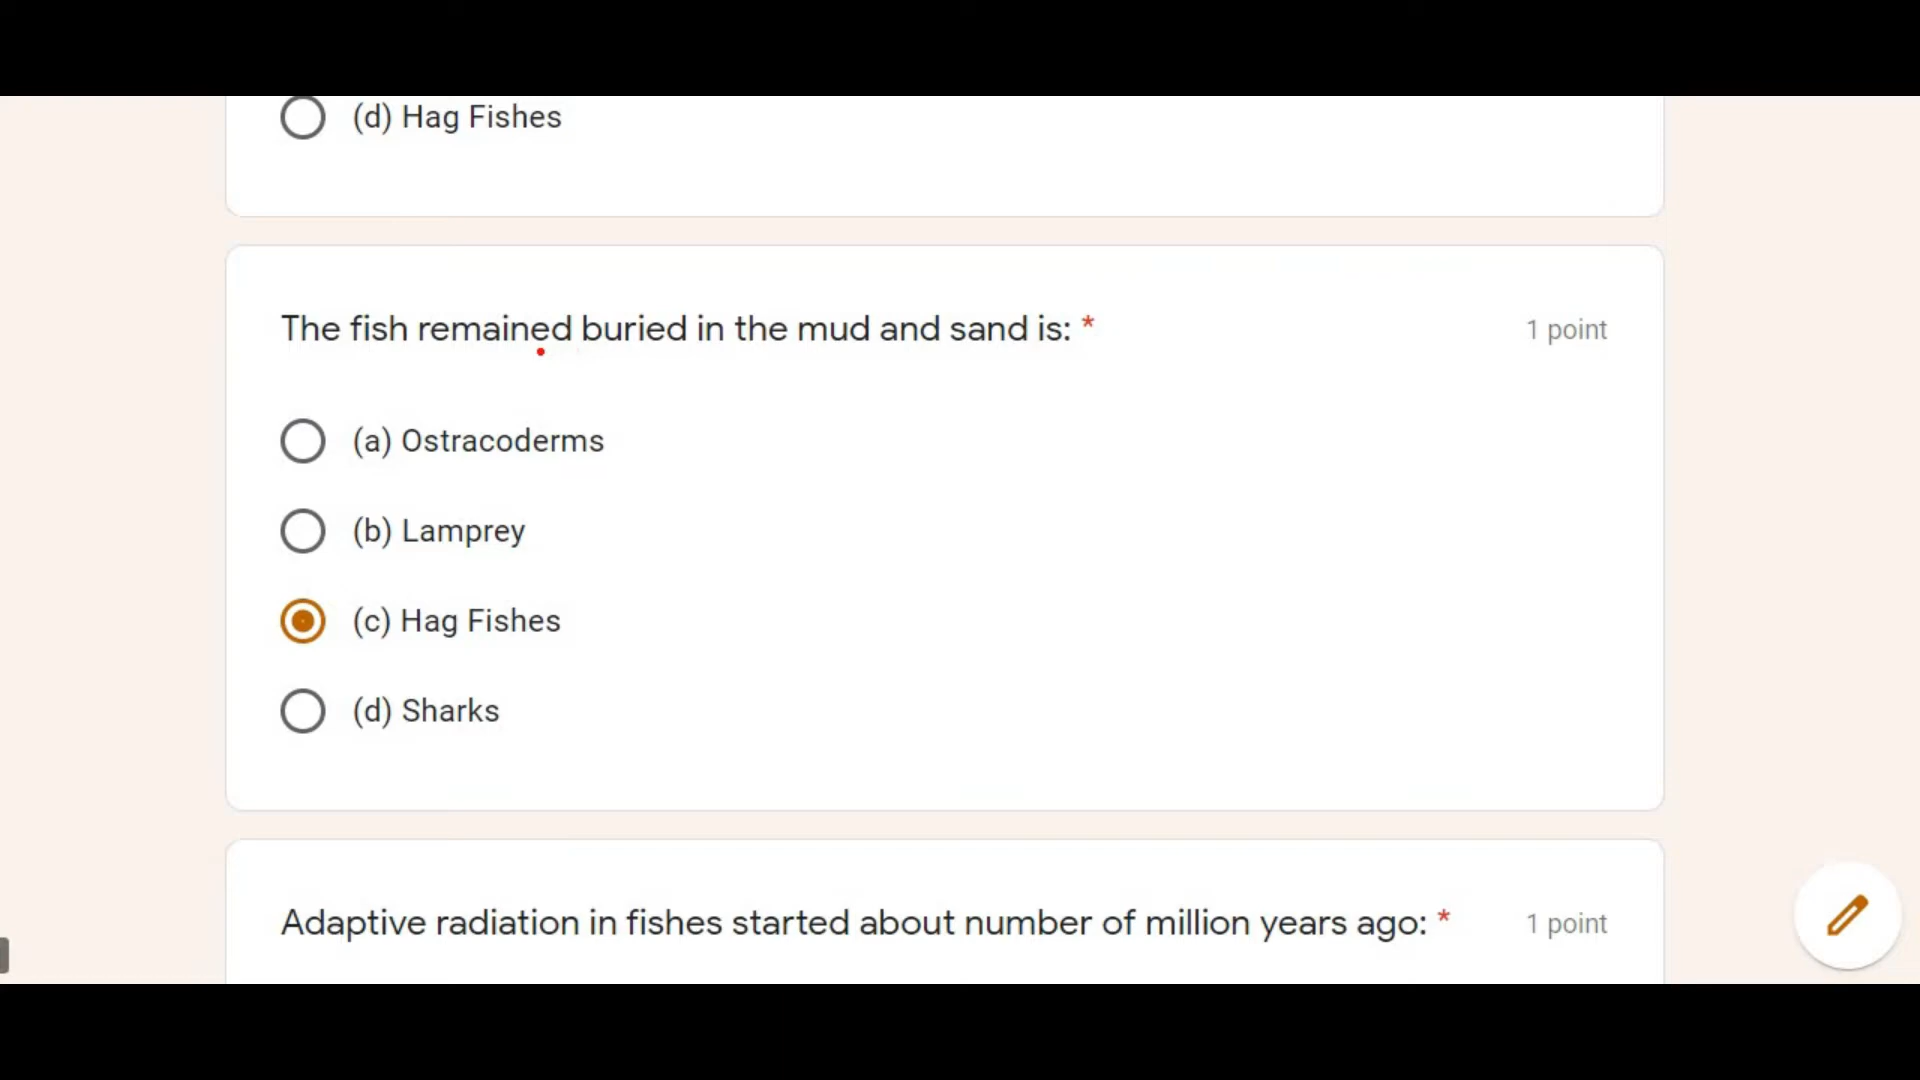 (d) Hag Fishes
The fish remained buried in the mud and sand is: *
1 point
(a) Ostracoderms
(b) Lamprey
(c) Hag Fishes
(d) Sharks
Adaptive radiation in fishes started about number of million years ago: *
1 point